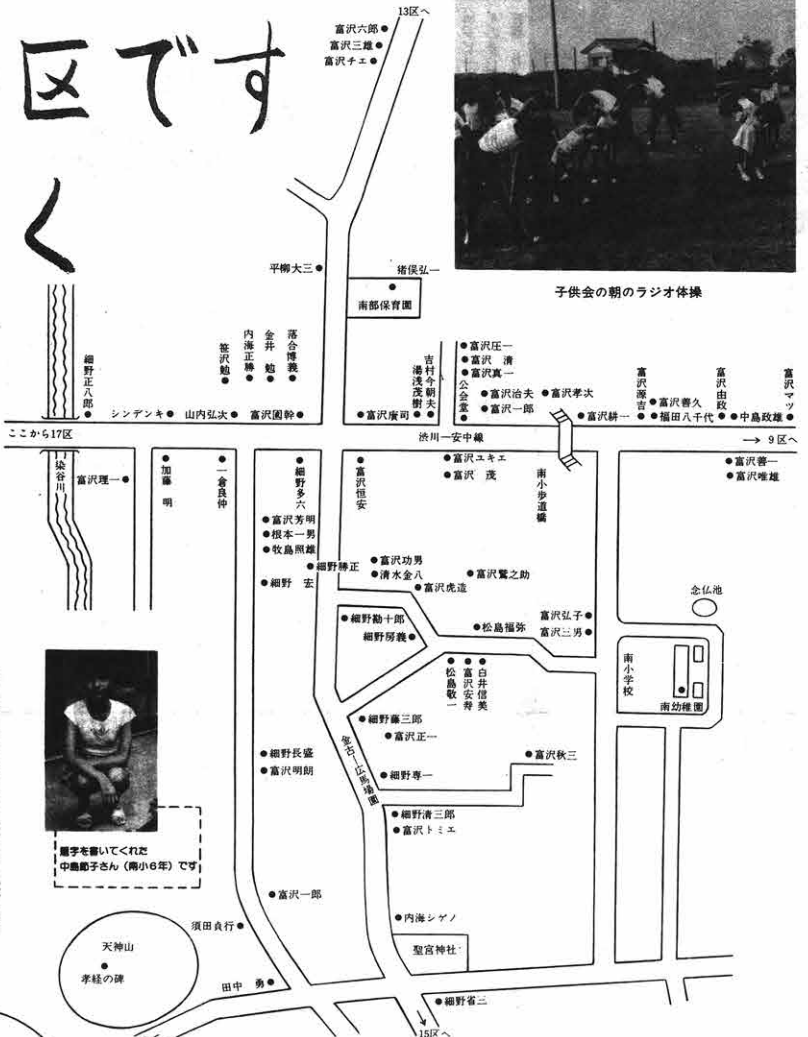 区です
く
13区へ
富沢六郎
富沢三雄
富沢チエ
子供会の朝のラジオ体操
平柳大三
猪俣弘一
南部保育園
細野正八郎
笹沢勉
内海正勝
金井勉
落合博義
シンデンキ
山内弘次
富沢園幹
富沢広司
湯浅茂樹
吉村今朝夫
公会堂
富沢圧一
富沢清
富沢真一
富沢治夫
富沢孝次
富沢一郎
富沢耕一
富沢源吉
富沢善久
福田八千代
富沢由政
中島政雄
富沢マツ
ここから17区
渋川―安中線
→ 9区へ
染谷川
富沢理一
加藤明
一倉良仲
細野多六
富沢恒安
富沢ユキエ
富沢茂
南小歩道橋
富沢善一
富沢唯雄
富沢芳明
根本一男
牧島照雄
細野勝正
細野宏
富沢功男
清水金八
富沢鷲之助
富沢虎造
念仏池
細野勘十郎
細野房義
松島福弥
富沢弘子
富沢三男
松島敬一
富沢安寿
白井信美
南小学校
南幼稚園
細野藤三郎
富沢正一
金古―広馬場園
細野長盛
富沢明朗
細野専一
富沢秋三
細野清三郎
富沢トミエ
題字を書いてくれた
中島節子さん(南小6年)です
富沢一郎
須田貞行
内海シゲノ
聖宮神社
天神山
孝経の碑
田中勇
細野省三
15区へ